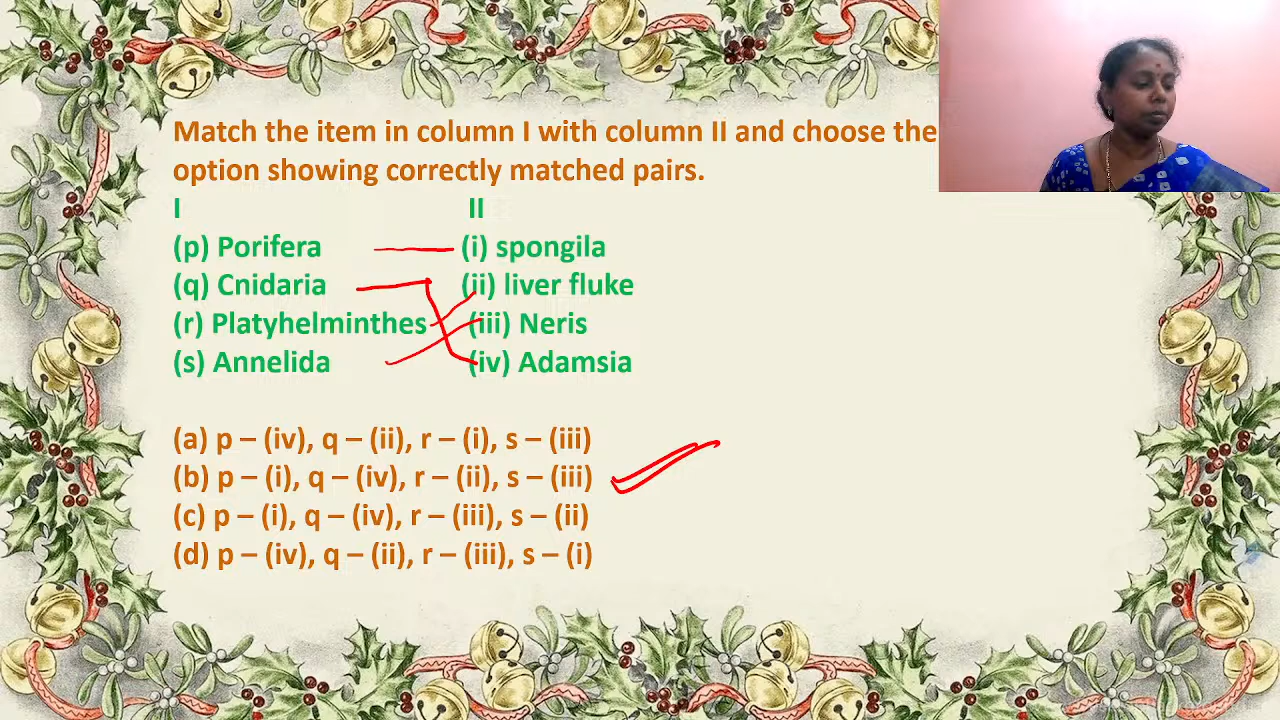 Match the item in column I with column II and choose the
option showing correctly matched pairs.
I II
(p) Porifera (i) spongila
(q) Cnidaria (ii) liver fluke
(r) Platyhelminthes (iii) Neris
(s) Annelida (iv) Adamsia
(a) p – (iv), q – (ii), r – (i), s – (iii)
(b) p – (i), q – (iv), r – (ii), s – (iii)
(c) p – (i), q – (iv), r – (iii), s – (ii)
(d) p – (iv), q – (ii), r – (iii), s – (i)